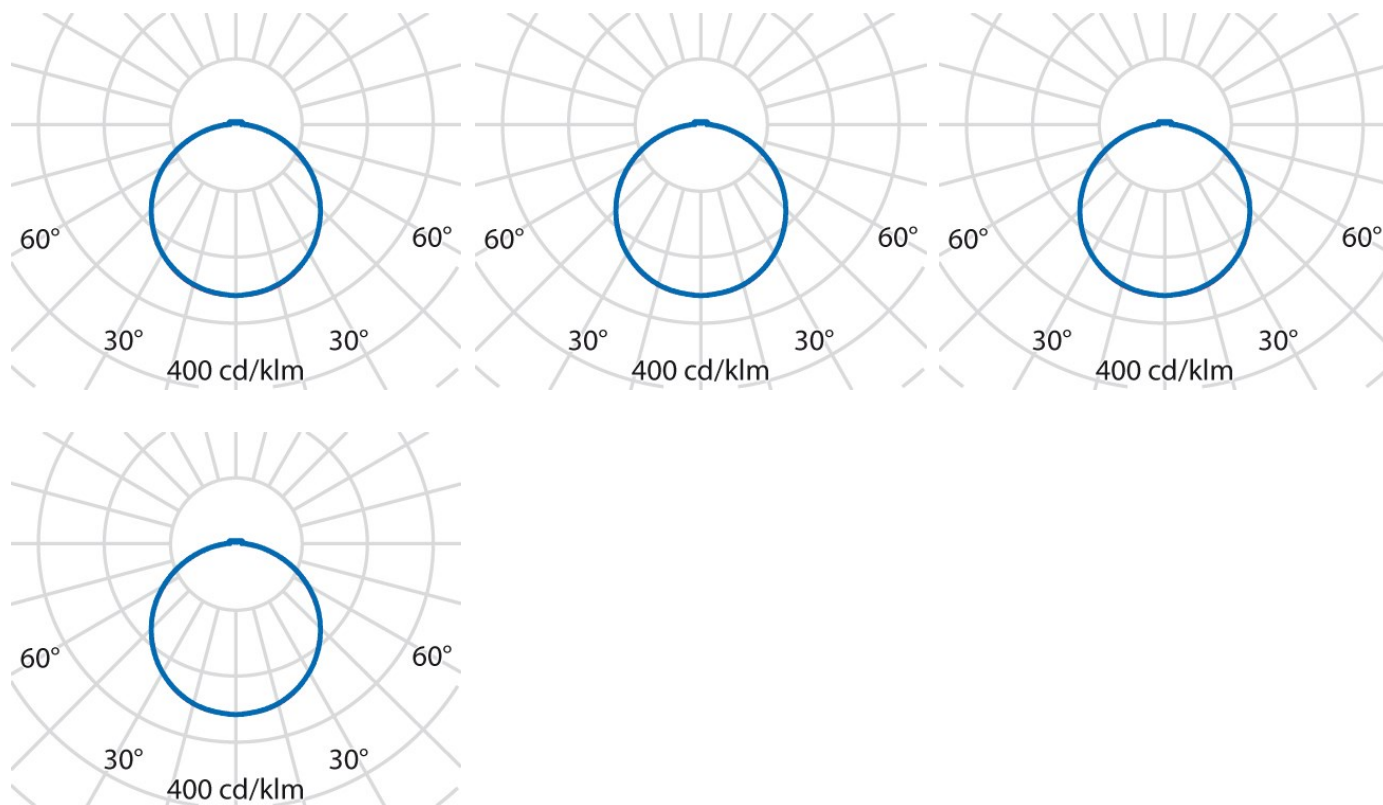 60° 60° 60° 60° 60° 60°
30° 30° 30° 30° 30° 30°
400 cd/klm 400 cd/klm 400 cd/klm
60° 60°
30° 30°
400 cd/klm